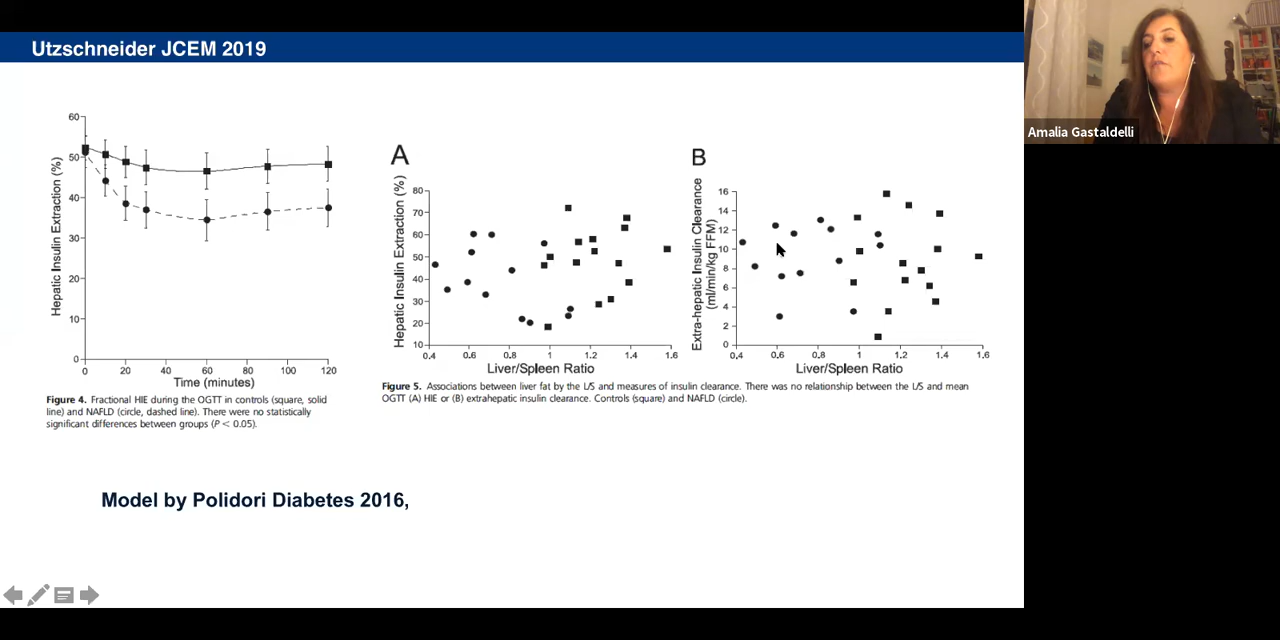 Utzschneider JCEM 2019
Amalia Gastaldelli
60
50
40
30
20
10
0
Hepatic Insulin Extraction (%)
0 20 40 60 80 100 120
Time (minutes)
Figure 4. Fractional HIE during the OGTT in controls (square, solid
line) and NAFLD (circle, dashed line). There were no statistically
significant differences between groups (P < 0.05).
A
80
70
60
50
40
30
20
10
Hepatic Insulin Extraction (%)
0.4 0.6 0.8 1 1.2 1.4 1.6
Liver/Spleen Ratio
B
16
14
12
10
8
6
4
2
0
Extra-hepatic Insulin Clearance
(ml/min/kg FFM)
0.4 0.6 0.8 1 1.2 1.4 1.6
Liver/Spleen Ratio
Figure 5. Associations between liver fat by the L/S and measures of insulin clearance. There was no relationship between the L/S and mean
OGTT (A) HIE or (B) extrahepatic insulin clearance. Controls (square) and NAFLD (circle).
Model by Polidori Diabetes 2016,